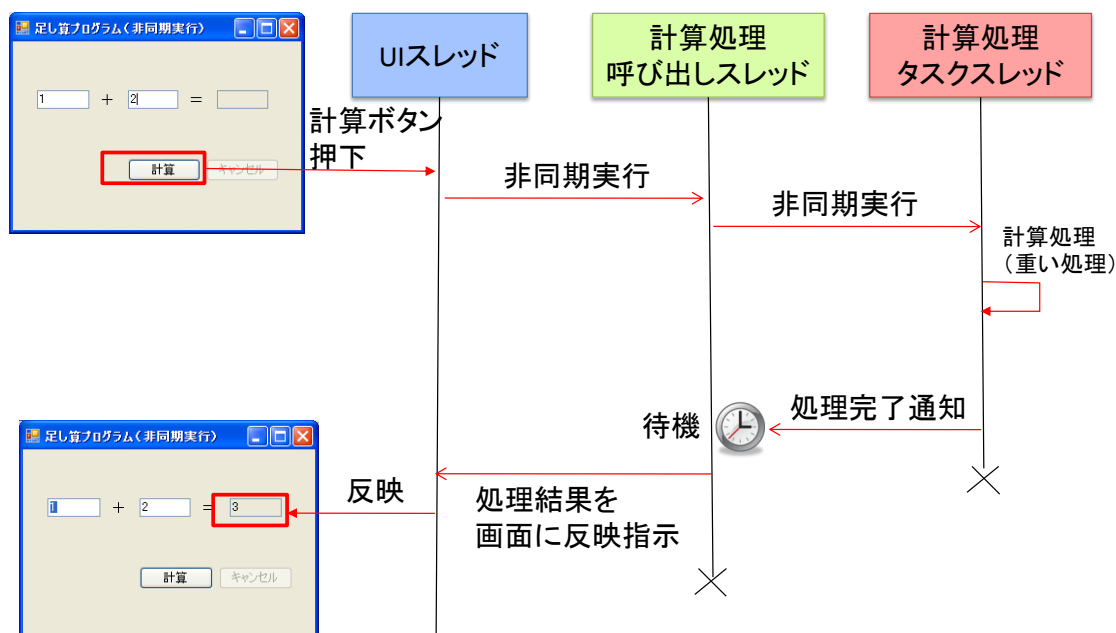 足し算プログラム（非同期実行）
1 + 2 =
計算 キャンセル
計算ボタン
押下
UIスレッド
計算処理
呼び出しスレッド
計算処理
タスクスレッド
非同期実行
非同期実行
計算処理
（重い処理）
処理完了通知
待機
処理結果を
画面に反映指示
反映
足し算プログラム（非同期実行）
1 + 2 = 3
計算 キャンセル